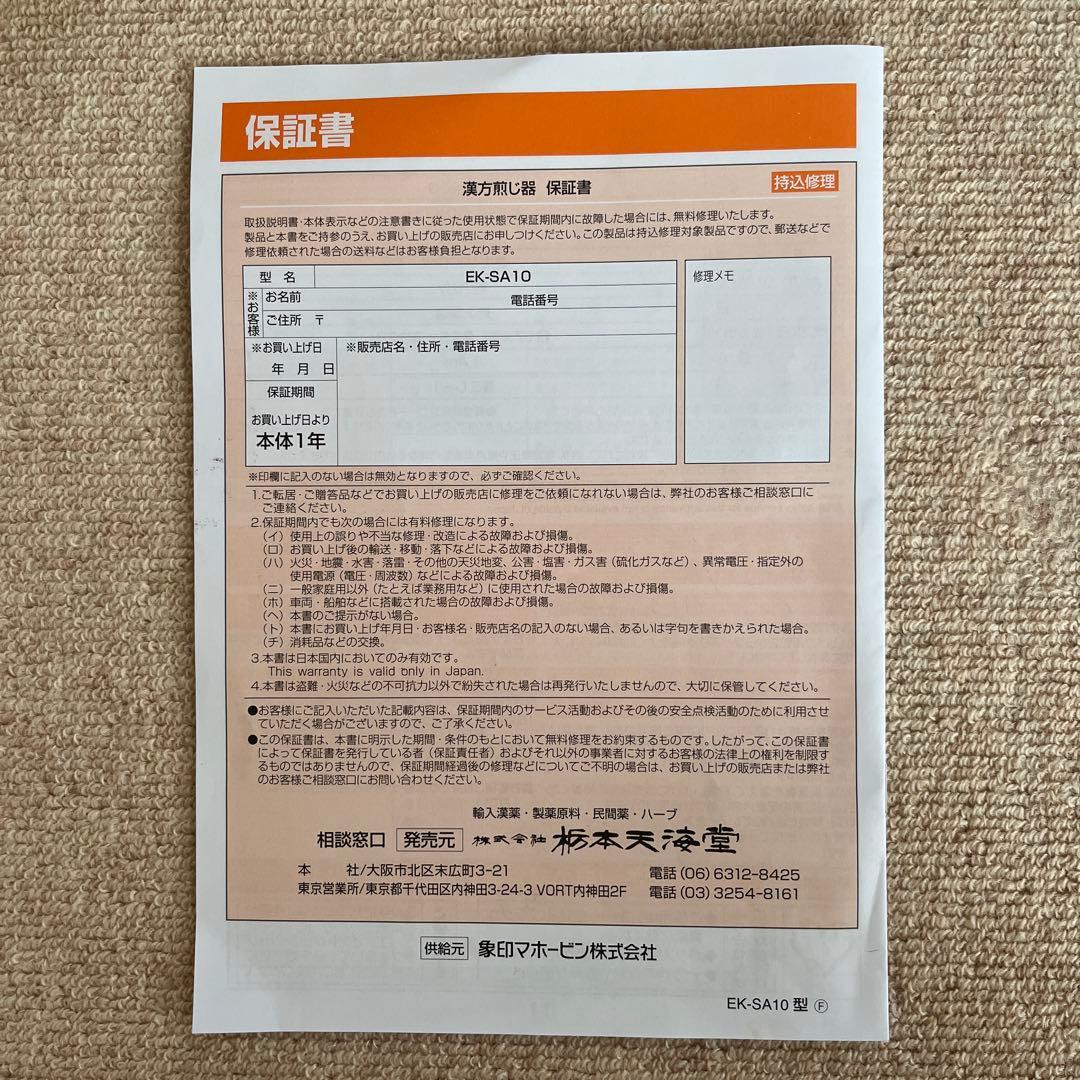 保証書
漢方煎じ器 保証書
持込修理
取扱説明書・本体表示などの注意書きに従った使用状態で保証期間内に故障した場合には、無料修理いたします。
製品と本書をご持参のうえ、お買い上げの販売店にお申しつけください。この製品は持込修理対象製品ですので、郵送などで
修理依頼された場合の送料などはお客様負担となります。
型 名 EK-SA10
修理メモ
※お客様
お名前 電話番号
ご住所 〒
※お買い上げ日 ※販売店名・住所・電話番号
年 月 日
保証期間
お買い上げ日より
本体1年
※印欄に記入のない場合は無効となりますので、必ずご確認ください。
1.ご転居・ご贈答品などでお買い上げの販売店に修理をご依頼になれない場合は、弊社のお客様ご相談窓口に
ご連絡ください。
2.保証期間内でも次の場合には有料修理になります。
(イ)使用上の誤りや不当な修理・改造による故障および損傷。
(ロ)お買い上げ後の輸送・移動・落下などによる故障および損傷。
(ハ)火災・地震・水害・落雷・その他の天災地変、公害・塩害・ガス害(硫化ガスなど)、異常電圧・指定外の
使用電源(電圧・周波数)などによる故障および損傷。
(ニ)一般家庭用以外(たとえば業務用など)に使用された場合の故障および損傷。
(ホ)車両・船舶などに搭載された場合の故障および損傷。
(ヘ)本書のご提示がない場合。
(ト)本書にお買い上げ年月日・お客様名・販売店名の記入のない場合、あるいは字句を書きかえられた場合。
(チ)消耗品などの交換。
3.本書は日本国内においてのみ有効です。
This warranty is valid only in Japan.
4.本書は盗難・火災などの不可抗力以外で紛失された場合は再発行いたしませんので、大切に保管してください。
●お客様にご記入いただいた記載内容は、保証期間内のサービス活動およびその後の安全点検活動のために利用させ
ていただく場合がございますので、ご了承ください。
●この保証書は、本書に明示した期間・条件のもとにおいて無料修理をお約束するものです。したがって、この保証書
によって保証書を発行している者(保証責任者)およびそれ以外の事業者に対するお客様の法律上の権利を制限す
るものではありませんので、保証期間経過後の修理などについてご不明の場合は、お買い上げの販売店または弊社
のお客様ご相談窓口にお問い合わせください。
輸入漢薬・製薬原料・民間薬・ハーブ
相談窓口 発売元 株式会社 栃本天海堂
本 社/大阪市北区末広町3-21 電話(06)6312-8425
東京営業所/東京都千代田区内神田3-24-3 VORT内神田2F 電話(03)3254-8161
供給元 象印マホービン株式会社
EK-SA10 型 Ⓕ